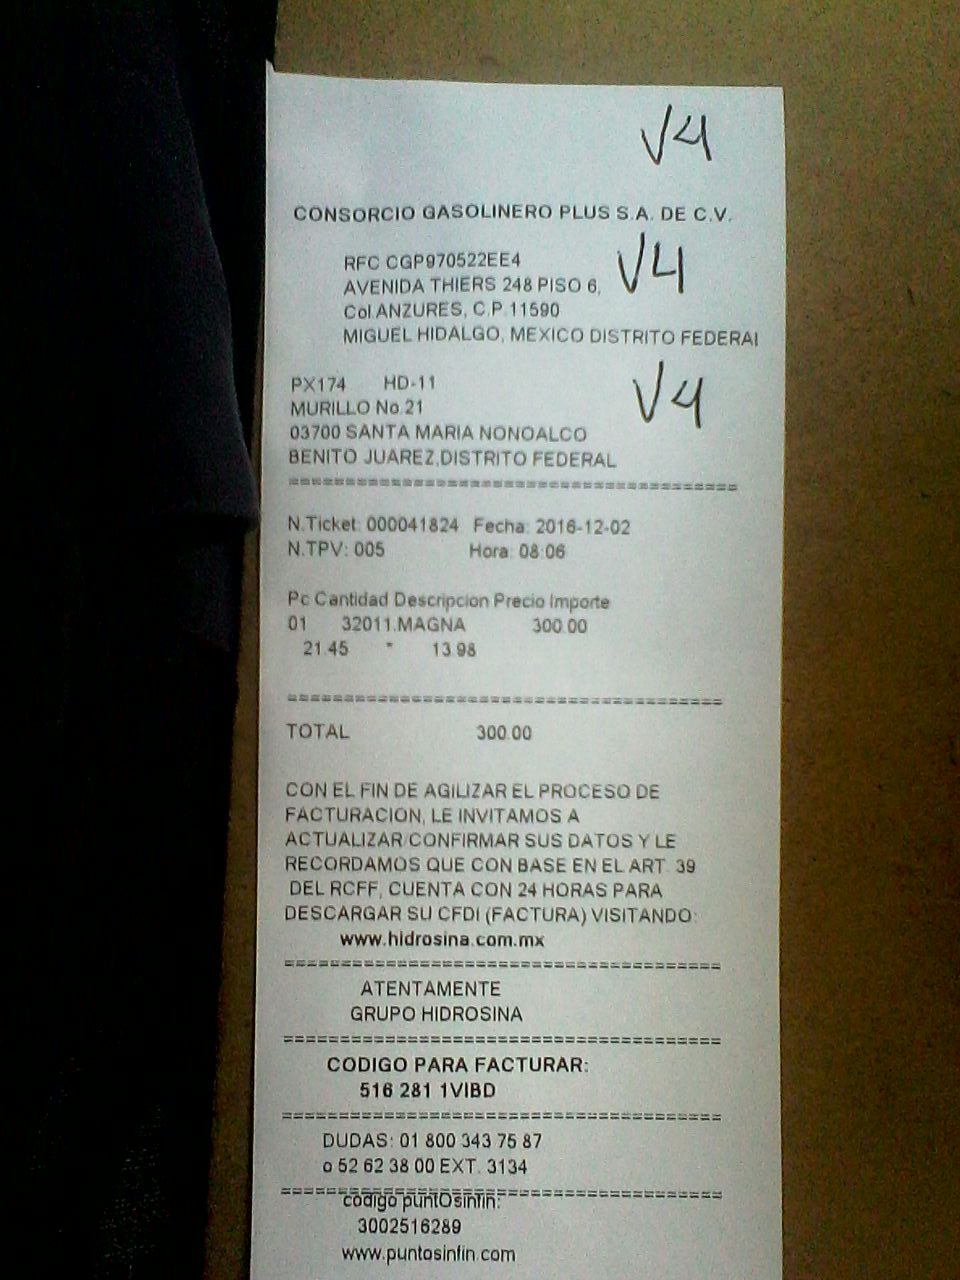 V4
CONSORCIO GASOLINERO PLUS S.A. DE C.V.
RFC CGP970522EE4
V4
AVENIDA THIERS 248 PISO 6,
Col.ANZURES, C.P.11590
MIGUEL HIDALGO, MEXICO DISTRITO FEDERAl
PX174 HD-11
V4
MURILLO No.21
03700 SANTA MARIA NONOALCO
BENITO JUAREZ,DISTRITO FEDERAL
==========================================
N.Ticket: 000041824 Fecha: 2016-12-02
N.TPV: 005 Hora: 08:06
Pc Cantidad Descripcion Precio Importe
01 32011.MAGNA 300.00
21.45 * 13.98
==========================================
TOTAL 300.00
CON EL FIN DE AGILIZAR EL PROCESO DE
FACTURACION, LE INVITAMOS A
ACTUALIZAR/CONFIRMAR SUS DATOS Y LE
RECORDAMOS QUE CON BASE EN EL ART. 39
DEL RCFF, CUENTA CON 24 HORAS PARA
DESCARGAR SU CFDI (FACTURA) VISITANDO:
www.hidrosina.com.mx
==========================================
ATENTAMENTE
GRUPO HIDROSINA
==========================================
CODIGO PARA FACTURAR:
516 281 1VIBD
==========================================
DUDAS: 01 800 343 75 87
o 52 62 38 00 EXT. 3134
==========================================
codigo puntOsinfin:
3002516289
www.puntosinfin.com